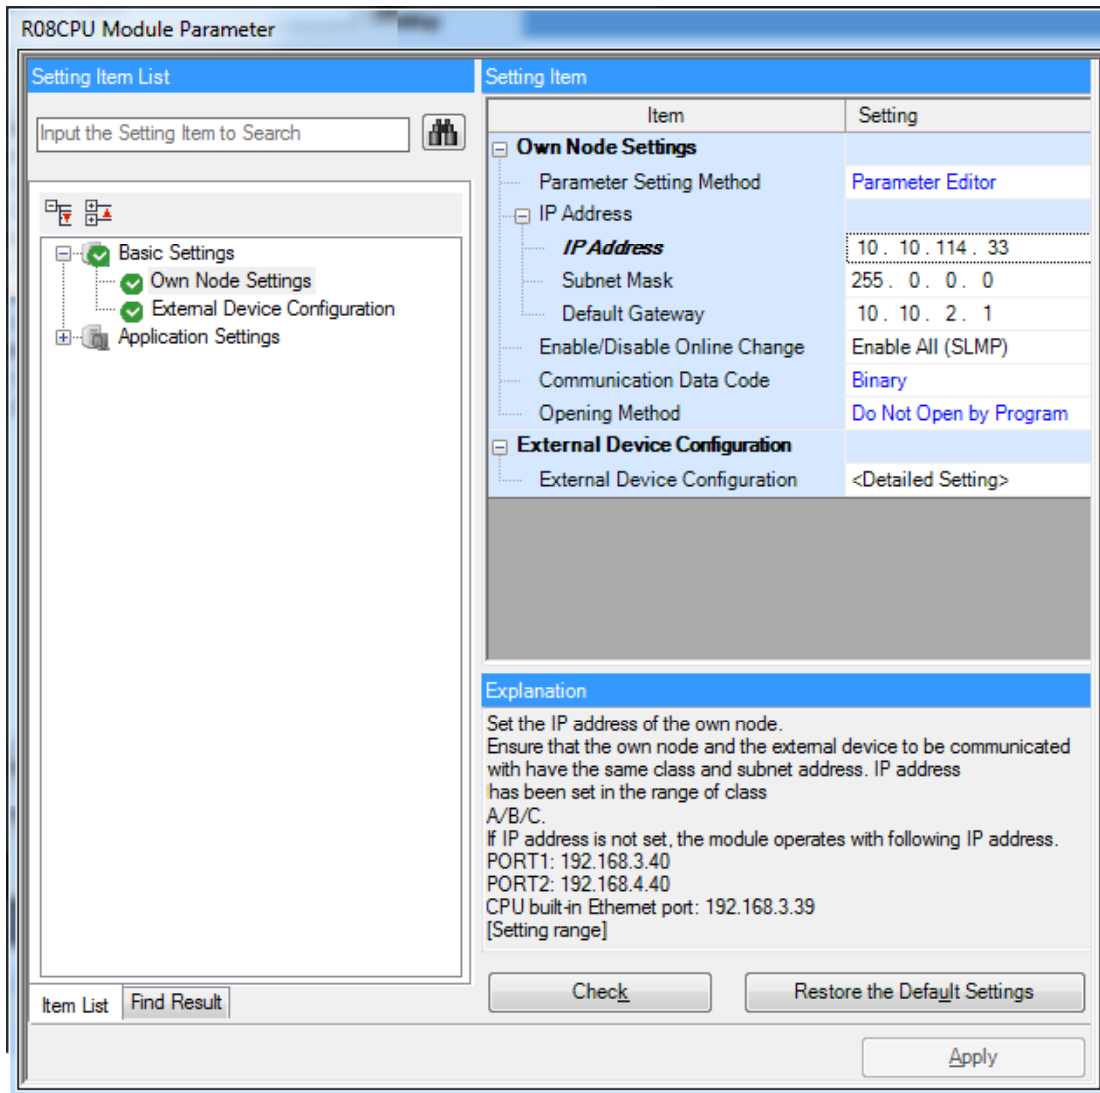 R08CPU Module Parameter
Setting Item List
Input the Setting Item to Search
Basic Settings
Own Node Settings
External Device Configuration
Application Settings
Item List
Find Result
Setting Item
Item Setting
Own Node Settings
Parameter Setting Method Parameter Editor
IP Address
IP Address 10 . 10 . 114 . 33
Subnet Mask 255 . 0 . 0 . 0
Default Gateway 10 . 10 . 2 . 1
Enable/Disable Online Change Enable All (SLMP)
Communication Data Code Binary
Opening Method Do Not Open by Program
External Device Configuration
External Device Configuration <Detailed Setting>
Explanation
Set the IP address of the own node.
Ensure that the own node and the external device to be communicated
with have the same class and subnet address. IP address
has been set in the range of class
A/B/C.
If IP address is not set, the module operates with following IP address.
PORT1: 192.168.3.40
PORT2: 192.168.4.40
CPU built-in Ethernet port: 192.168.3.39
[Setting range]
Check
Restore the Default Settings
Apply